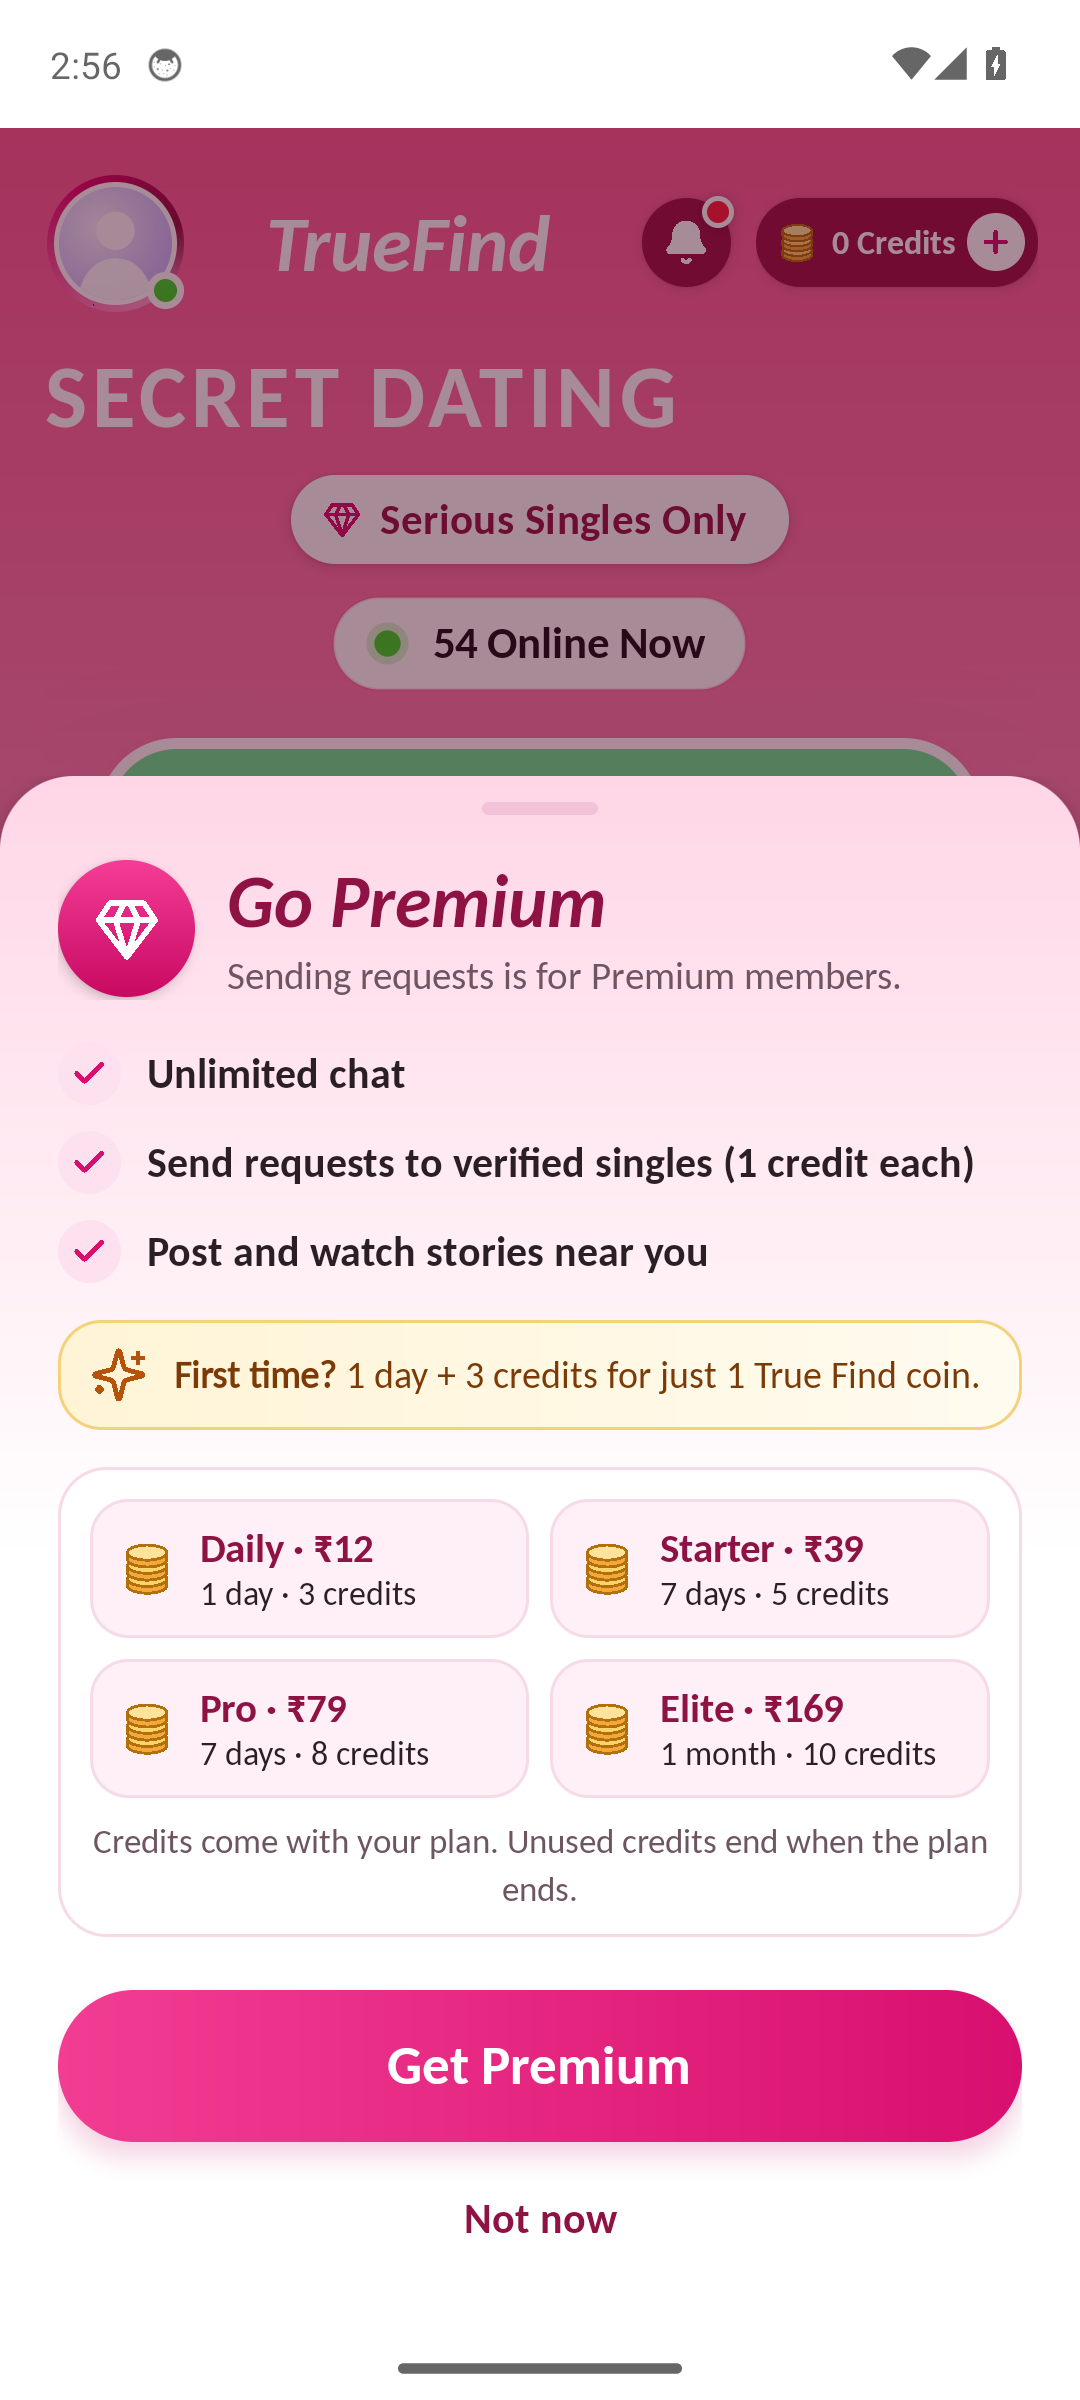 2:56
TrueFind
0 Credits
SECRET DATING
Serious Singles Only
54 Online Now
Go Premium
Sending requests is for Premium members.
Unlimited chat
Send requests to verified singles (1 credit each)
Post and watch stories near you
First time? 1 day + 3 credits for just 1 True Find coin.
Daily · ₹12
1 day · 3 credits
Starter · ₹39
7 days · 5 credits
Pro · ₹79
7 days · 8 credits
Elite · ₹169
1 month · 10 credits
Credits come with your plan. Unused credits end when the plan
ends.
Get Premium
Not now